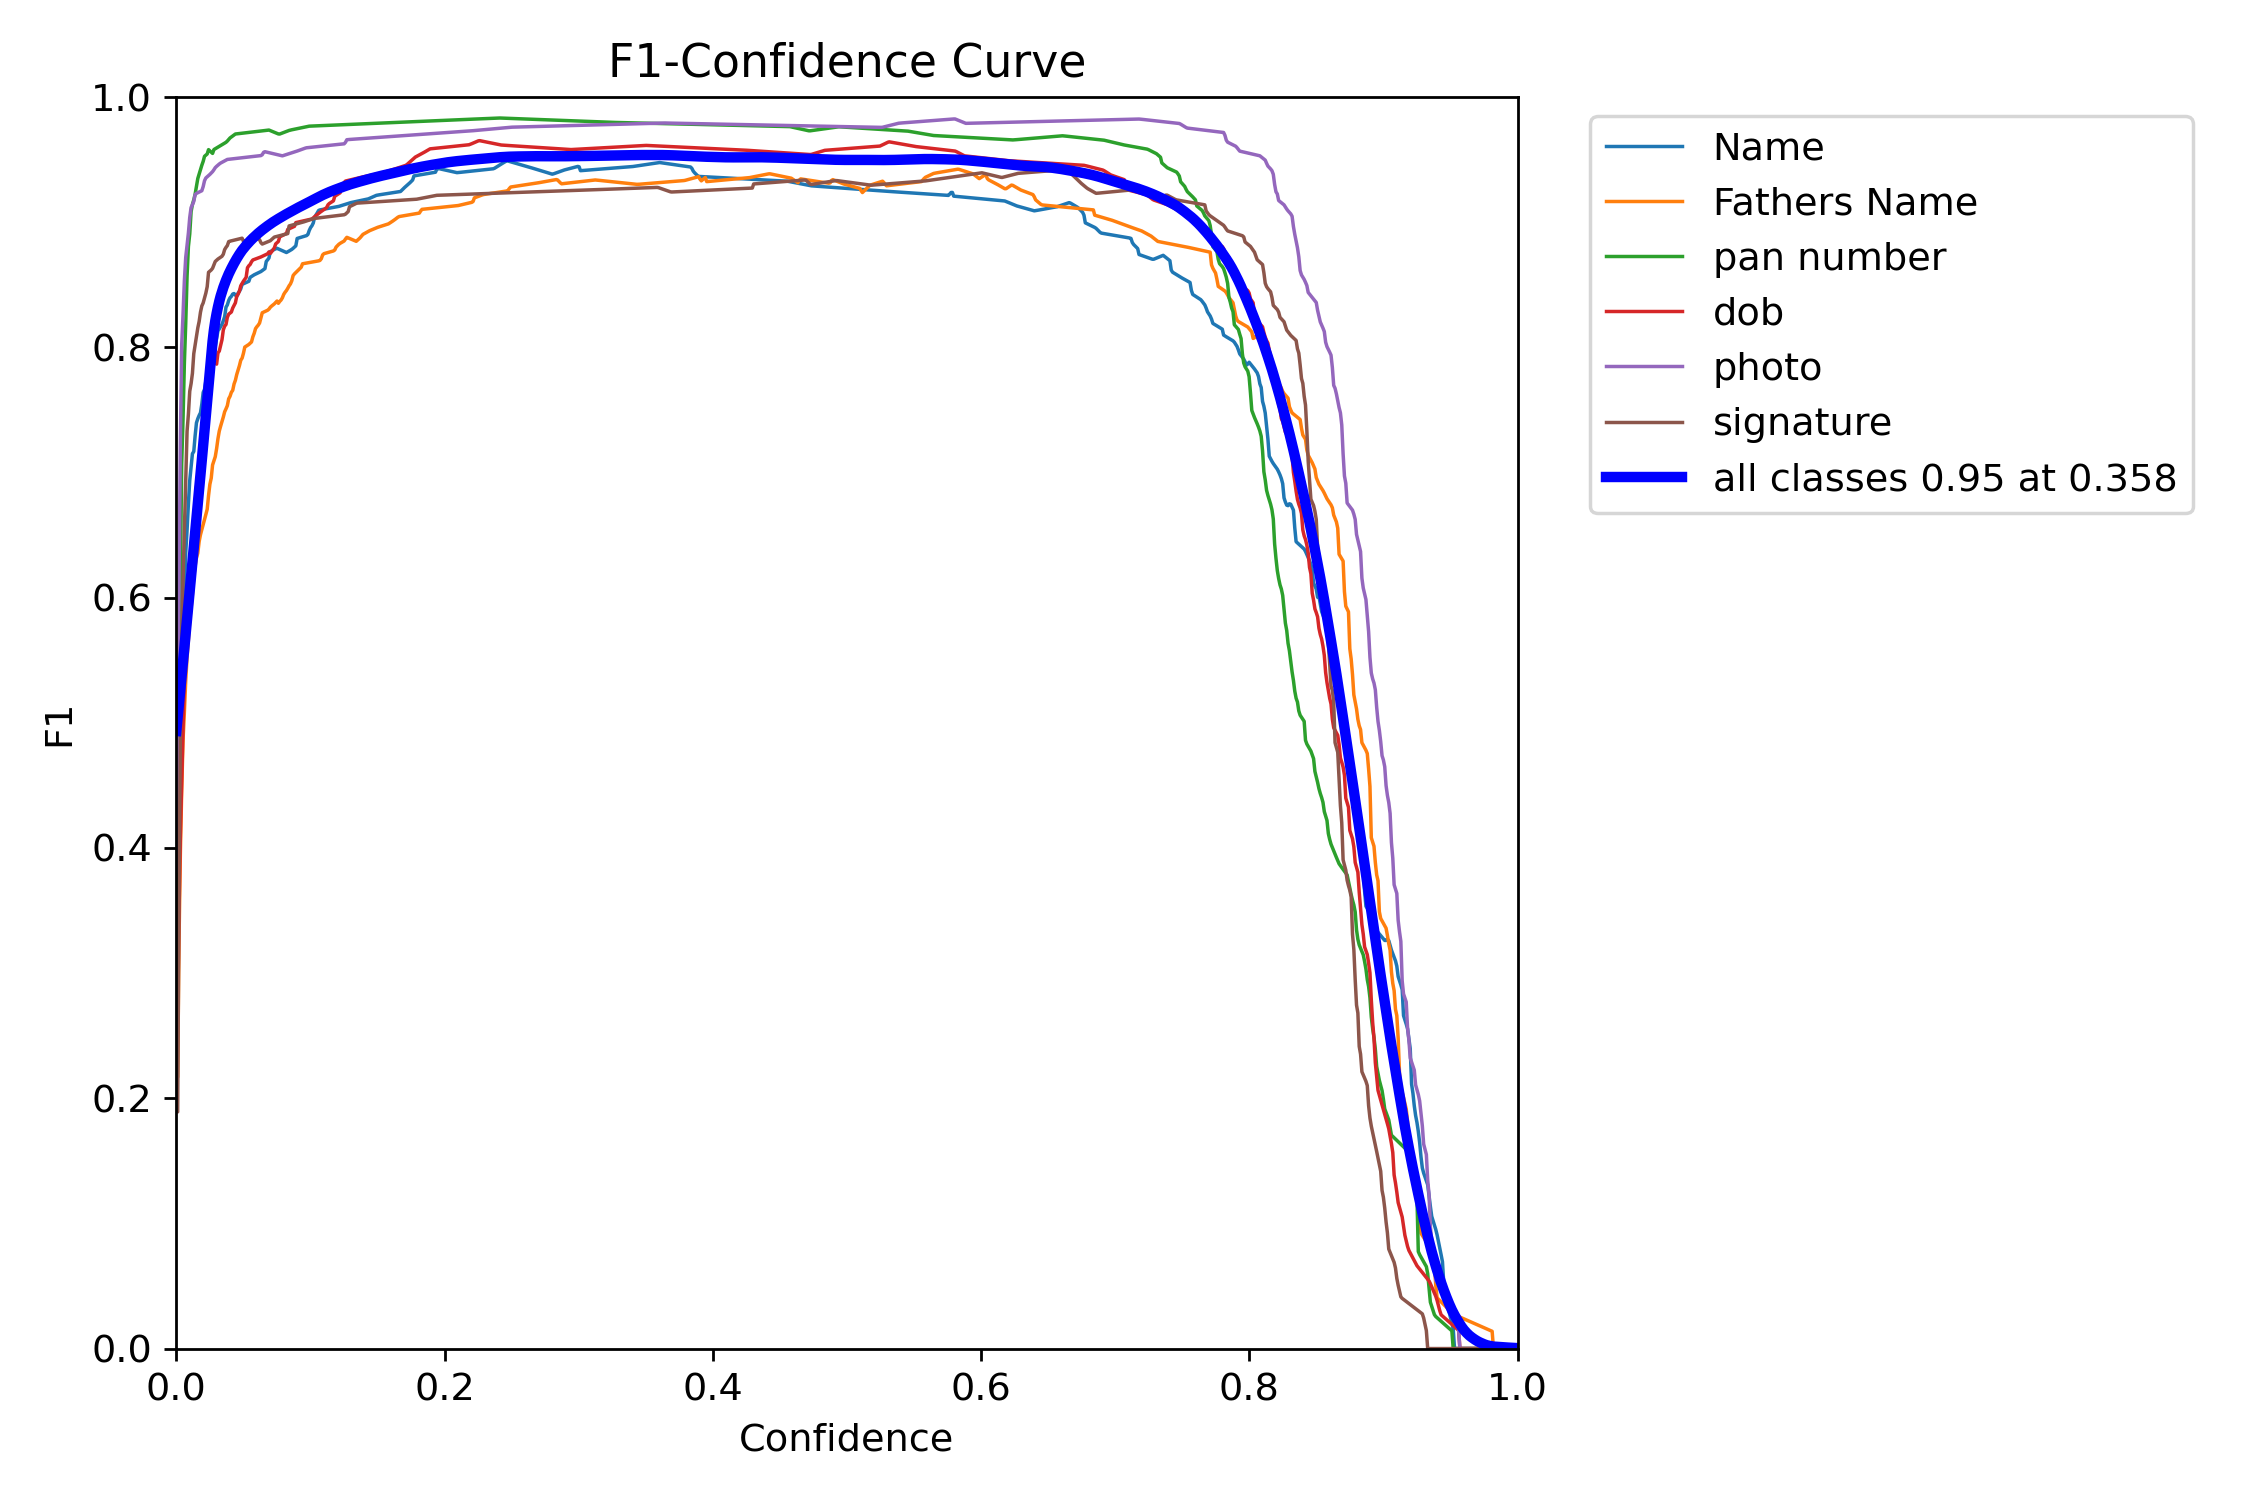 F1-Confidence Curve
1.0
0.8
0.6
0.4
0.2
0.0
F1
0.0 0.2 0.4 0.6 0.8 1.0
Confidence
Name
Fathers Name
pan number
dob
photo
signature
all classes 0.95 at 0.358